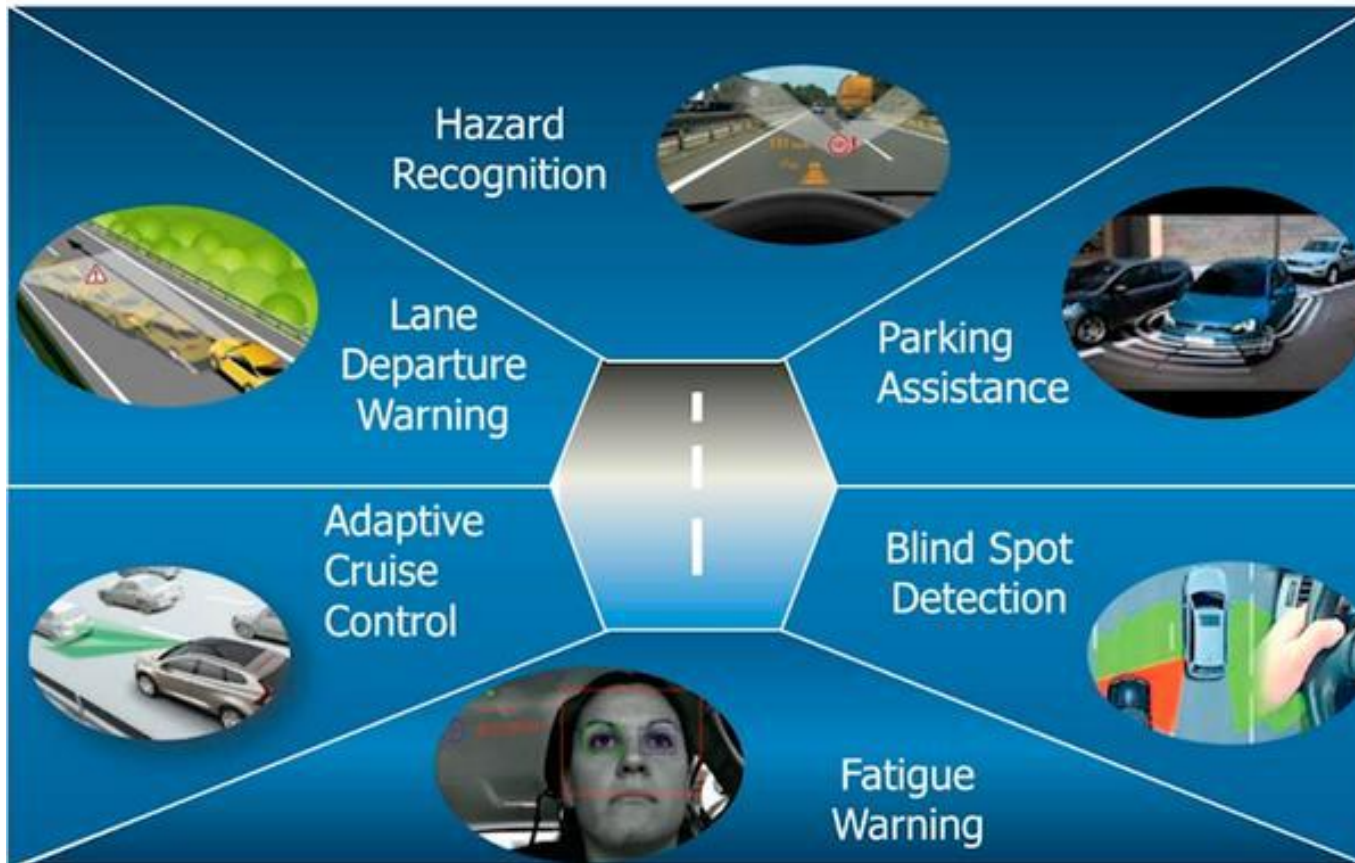 Hazard
Recognition
Lane
Departure
Warning
Parking
Assistance
Adaptive
Cruise
Control
Blind Spot
Detection
Fatigue
Warning